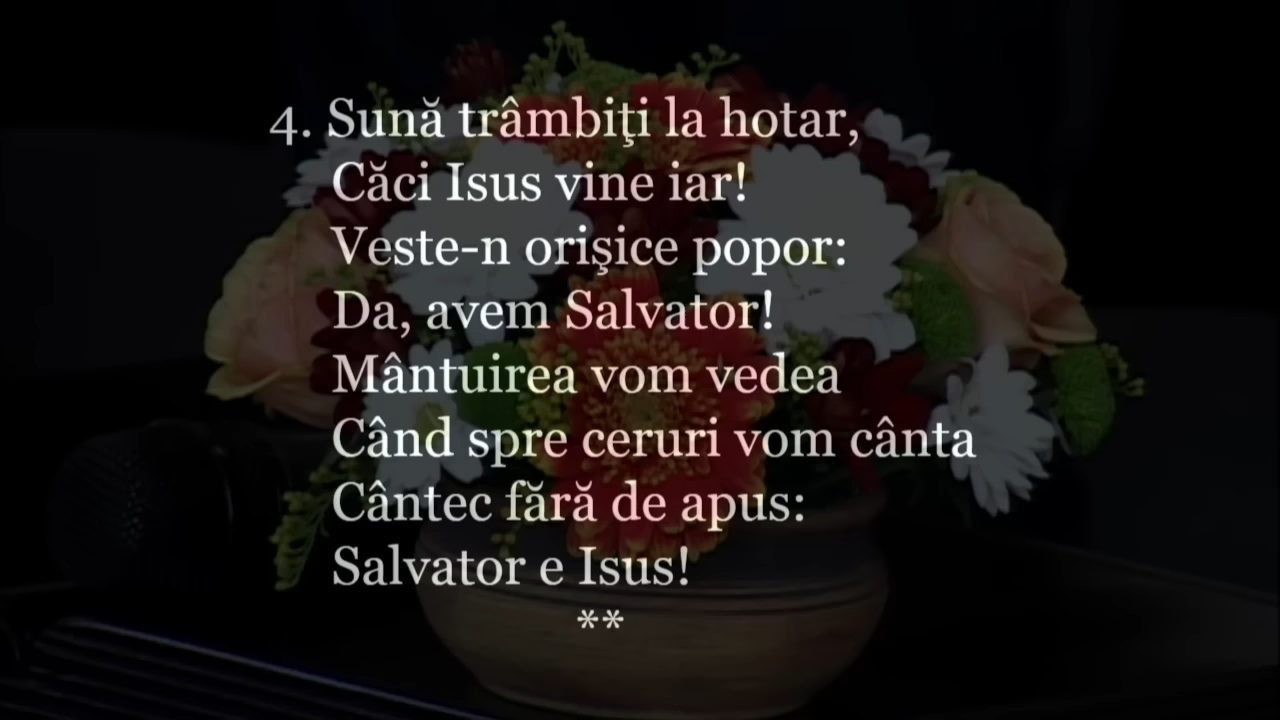 4. Sună trâmbiţi la hotar,
Căci Isus vine iar!
Veste-n orişice popor:
Da, avem Salvator!
Mântuirea vom vedea
Când spre ceruri vom cânta
Cântec fără de apus:
Salvator e Isus!
**